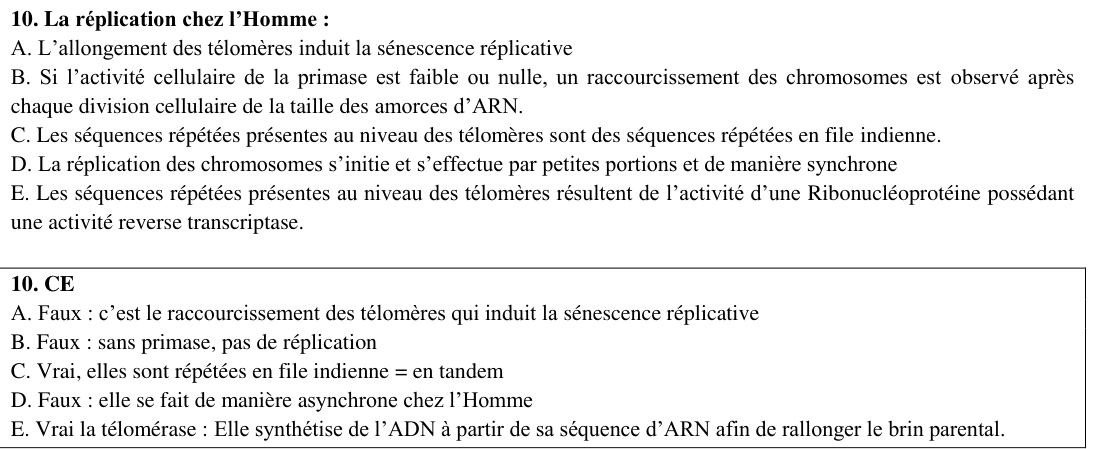 10. La réplication chez l’Homme :
A. L’allongement des télomères induit la sénescence réplicative
B. Si l’activité cellulaire de la primase est faible ou nulle, un raccourcissement des chromosomes est observé après
chaque division cellulaire de la taille des amorces d’ARN.
C. Les séquences répétées présentes au niveau des télomères sont des séquences répétées en file indienne.
D. La réplication des chromosomes s’initie et s’effectue par petites portions et de manière synchrone
E. Les séquences répétées présentes au niveau des télomères résultent de l’activité d’une Ribonucléoprotéine possédant
une activité reverse transcriptase.
10. CE
A. Faux : c’est le raccourcissement des télomères qui induit la sénescence réplicative
B. Faux : sans primase, pas de réplication
C. Vrai, elles sont répétées en file indienne = en tandem
D. Faux : elle se fait de manière asynchrone chez l’Homme
E. Vrai la télomérase : Elle synthétise de l’ADN à partir de sa séquence d’ARN afin de rallonger le brin parental.